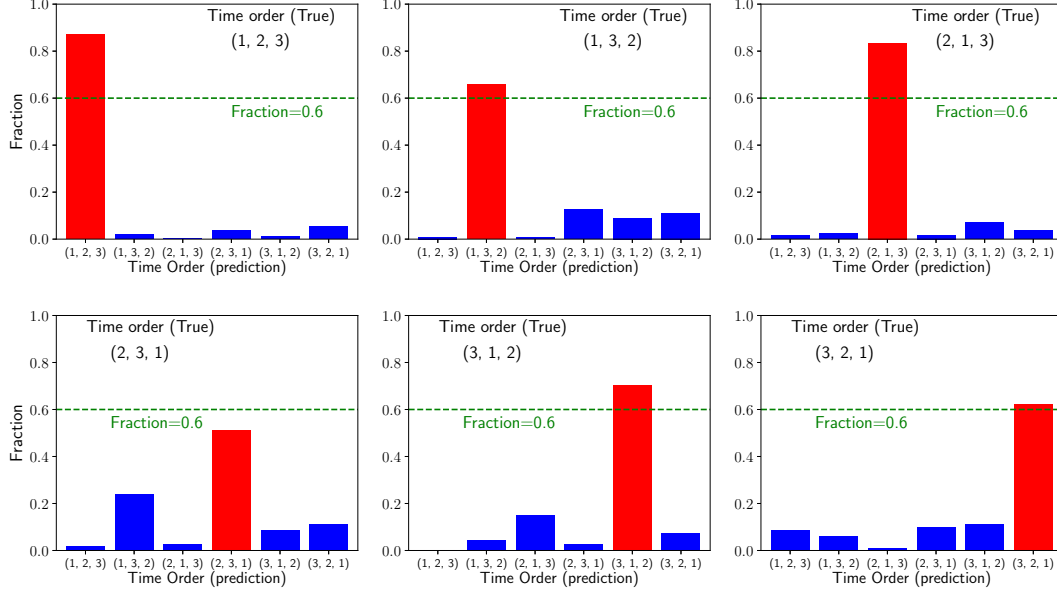 Time order (True)
(1, 2, 3)
Fraction=0.6
Fraction
1.0
0.8
0.6
0.4
0.2
0.0
(1, 2, 3) (1, 3, 2) (2, 1, 3) (2, 3, 1) (3, 1, 2) (3, 2, 1)
Time Order (prediction)
Time order (True)
(1, 3, 2)
Fraction=0.6
1.0
0.8
0.6
0.4
0.2
0.0
(1, 2, 3) (1, 3, 2) (2, 1, 3) (2, 3, 1) (3, 1, 2) (3, 2, 1)
Time Order (prediction)
Time order (True)
(2, 1, 3)
Fraction=0.6
1.0
0.8
0.6
0.4
0.2
0.0
(1, 2, 3) (1, 3, 2) (2, 1, 3) (2, 3, 1) (3, 1, 2) (3, 2, 1)
Time Order (prediction)
Time order (True)
(2, 3, 1)
Fraction=0.6
Fraction
1.0
0.8
0.6
0.4
0.2
0.0
(1, 2, 3) (1, 3, 2) (2, 1, 3) (2, 3, 1) (3, 1, 2) (3, 2, 1)
Time Order (prediction)
Time order (True)
(3, 1, 2)
Fraction=0.6
1.0
0.8
0.6
0.4
0.2
0.0
(1, 2, 3) (1, 3, 2) (2, 1, 3) (2, 3, 1) (3, 1, 2) (3, 2, 1)
Time Order (prediction)
Time order (True)
(3, 2, 1)
Fraction=0.6
1.0
0.8
0.6
0.4
0.2
0.0
(1, 2, 3) (1, 3, 2) (2, 1, 3) (2, 3, 1) (3, 1, 2) (3, 2, 1)
Time Order (prediction)